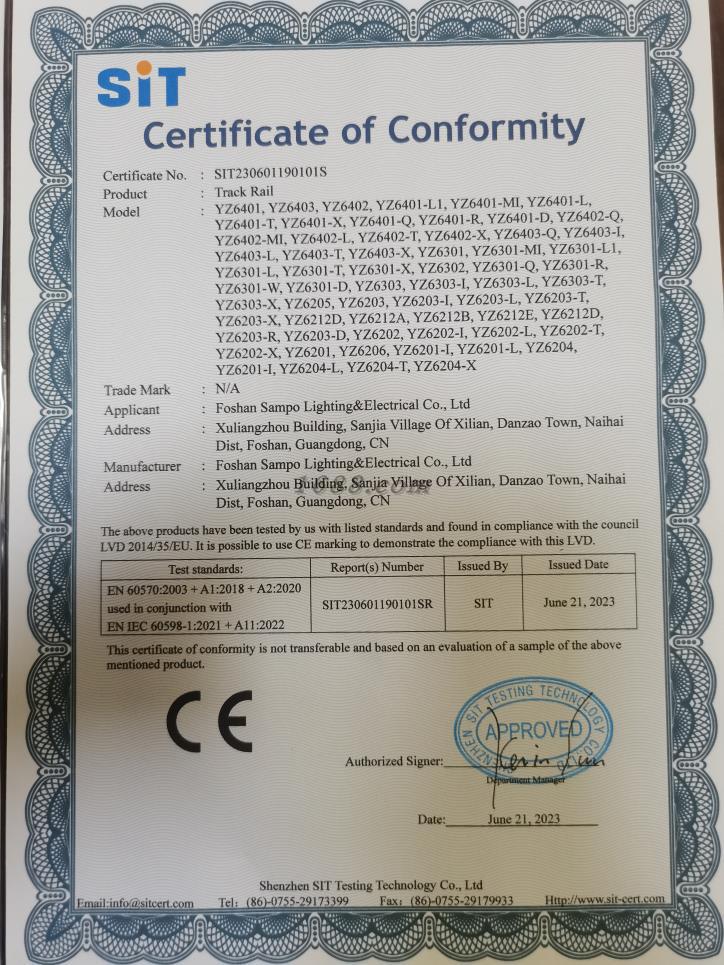 SiT
Certificate of Conformity
Certificate No. : SIT230601190101S
Product : Track Rail
Model : YZ6401, YZ6403, YZ6402, YZ6401-L1, YZ6401-MI, YZ6401-L,
YZ6401-T, YZ6401-X, YZ6401-Q, YZ6401-R, YZ6401-D, YZ6402-Q,
YZ6402-MI, YZ6402-L, YZ6402-T, YZ6402-X, YZ6403-Q, YZ6403-I,
YZ6403-L, YZ6403-T, YZ6403-X, YZ6301, YZ6301-MI, YZ6301-L1,
YZ6301-L, YZ6301-T, YZ6301-X, YZ6302, YZ6301-Q, YZ6301-R,
YZ6301-W, YZ6301-D, YZ6303, YZ6303-I, YZ6303-L, YZ6303-T,
YZ6303-X, YZ6205, YZ6203, YZ6203-I, YZ6203-L, YZ6203-T,
YZ6203-X, YZ6212D, YZ6212A, YZ6212B, YZ6212E, YZ6212D,
YZ6203-R, YZ6203-D, YZ6202, YZ6202-I, YZ6202-L, YZ6202-T,
YZ6202-X, YZ6201, YZ6206, YZ6201-I, YZ6201-L, YZ6204,
YZ6201-I, YZ6204-L, YZ6204-T, YZ6204-X
Trade Mark : N/A
Applicant : Foshan Sampo Lighting&Electrical Co., Ltd
Address : Xuliangzhou Building, Sanjia Village Of Xilian, Danzao Town, Naihai
Dist, Foshan, Guangdong, CN
Manufacturer : Foshan Sampo Lighting&Electrical Co., Ltd
Address : Xuliangzhou Building, Sanjia Village Of Xilian, Danzao Town, Naihai
Dist, Foshan, Guangdong, CN
1688.com
The above products have been tested by us with listed standards and found in compliance with the council
LVD 2014/35/EU. It is possible to use CE marking to demonstrate the compliance with this LVD.
Test standards: Report(s) Number Issued By Issued Date
EN 60570:2003 + A1:2018 + A2:2020
used in conjunction with
EN IEC 60598-1:2021 + A11:2022
SIT230601190101SR SIT June 21, 2023
This certificate of conformity is not transferable and based on an evaluation of a sample of the above
mentioned product.
CE
SHENZHEN SIT TESTING TECHNOLOGY CO., LTD
APPROVED
Authorized Signer:
Department Manager
Date: June 21, 2023
Shenzhen SIT Testing Technology Co., Ltd
Email:info@sitcert.com Tel: (86)-0755-29173399 Fax: (86)-0755-29179933 Http://www.sit-cert.com